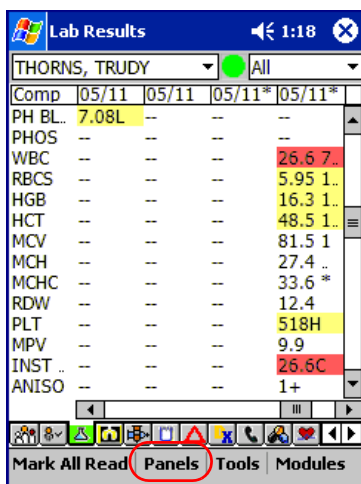 Lab Results 1:18
THORNS, TRUDY All
Comp 05/11 05/11 05/11* 05/11*
PH BL.. 7.08L -- -- --
PHOS -- -- -- --
WBC -- -- -- 26.6 7..
RBCS -- -- -- 5.95 1..
HGB -- -- -- 16.3 1..
HCT -- -- -- 48.5 1..
MCV -- -- -- 81.5 1
MCH -- -- -- 27.4 ..
MCHC -- -- -- 33.6 *
RDW -- -- -- 12.4
PLT -- -- -- 518H
MPV -- -- -- 9.9
INST .. -- -- -- 26.6C
ANISO -- -- -- 1+
Mark All Read Panels Tools Modules